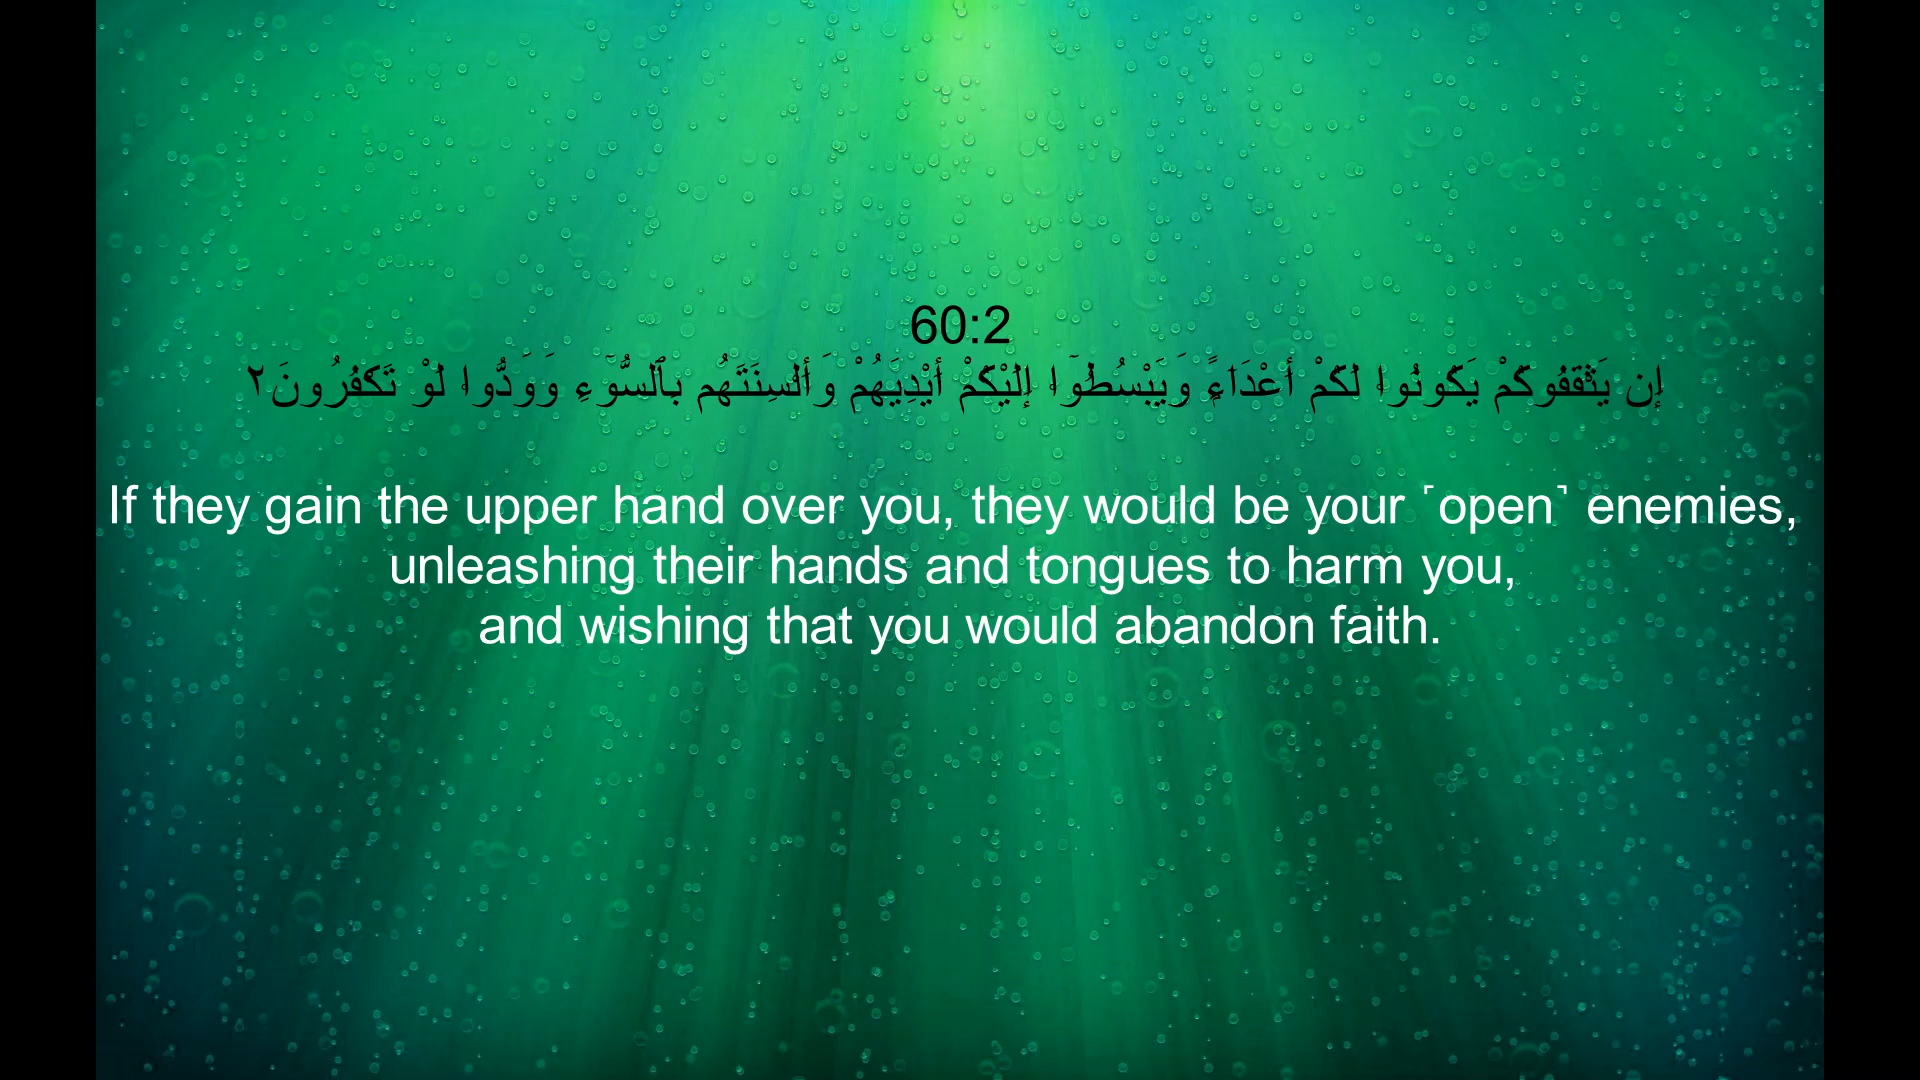 60:2
إِن يَثْقَفُوكُمْ يَكُونُوا۟ لَكُمْ أَعْدَآءًۭ وَيَبْسُطُوٓا۟ إِلَيْكُمْ أَيْدِيَهُمْ وَأَلْسِنَتَهُم بِٱلسُّوٓءِ وَوَدُّوا۟ لَوْ تَكْفُرُونَ٢
If they gain the upper hand over you, they would be your ˹open˺ enemies,
unleashing their hands and tongues to harm you,
and wishing that you would abandon faith.